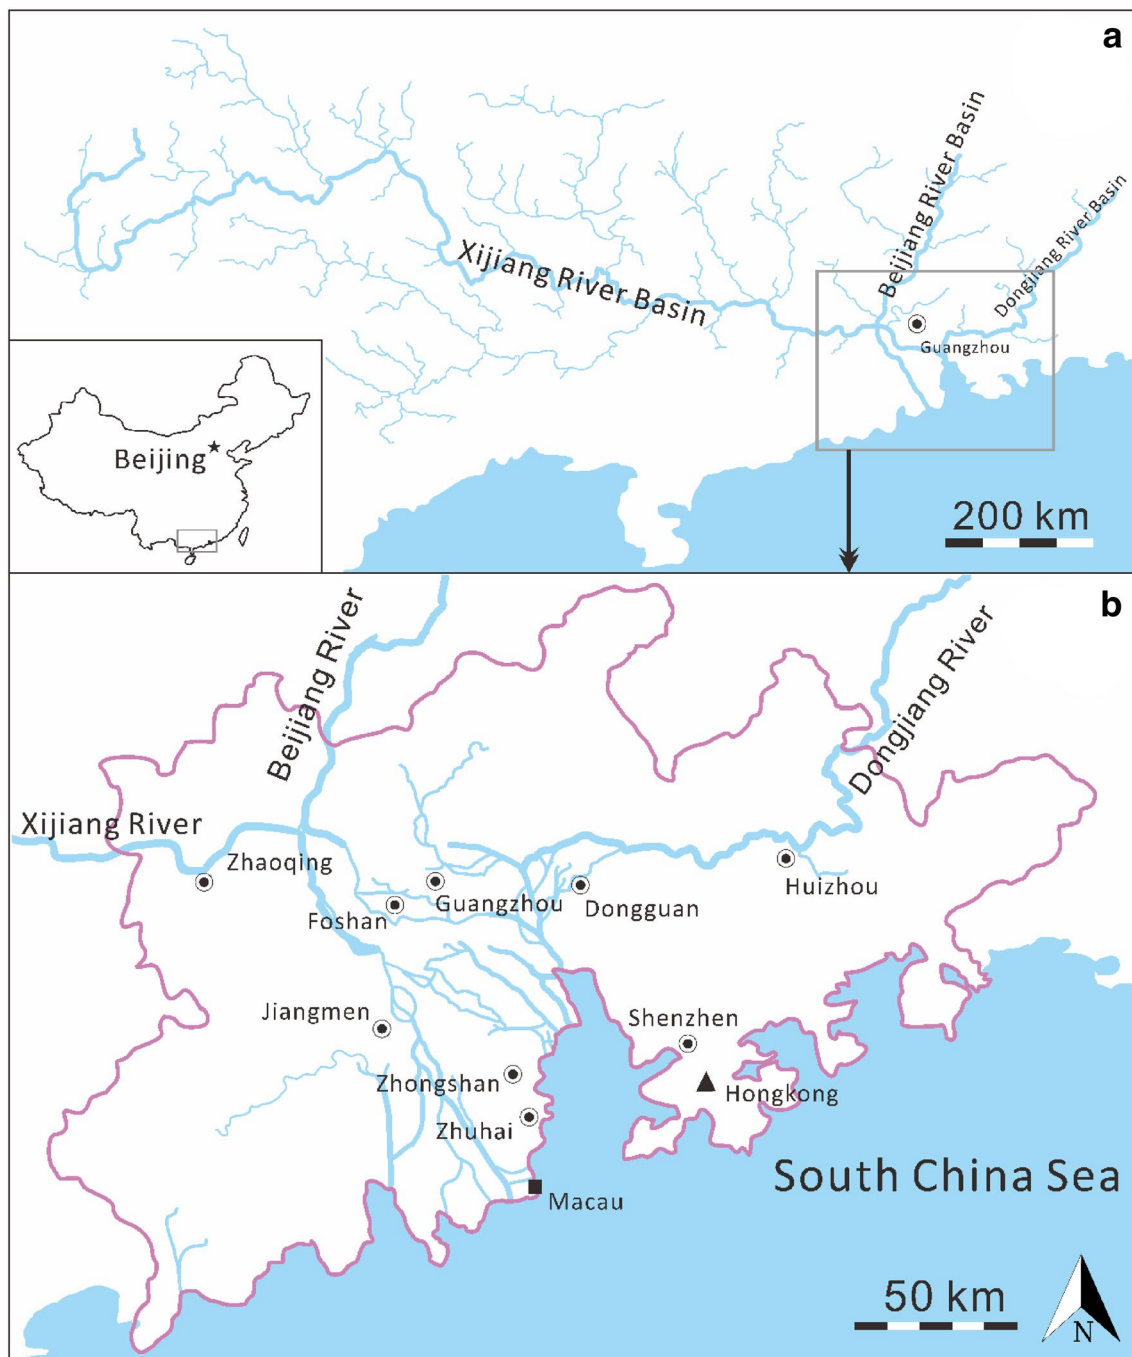 a
Beijiang River Basin
Dongjiang River Basin
Xijiang River Basin
Guangzhou
Beijing
200 km
b
Beijiang River
Dongjiang River
Xijiang River
Zhaoqing
Huizhou
Guangzhou
Dongguan
Foshan
Jiangmen
Shenzhen
Zhongshan
Hongkong
Zhuhai
South China Sea
Macau
50 km
N